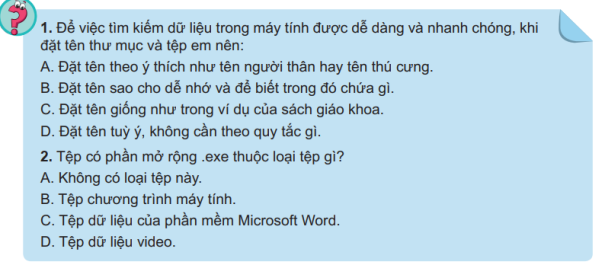 1. Để việc tìm kiếm dữ liệu trong máy tính được dễ dàng và nhanh chóng, khi
đặt tên thư mục và tệp em nên:
A. Đặt tên theo ý thích như tên người thân hay tên thú cưng.
B. Đặt tên sao cho dễ nhớ và để biết trong đó chứa gì.
C. Đặt tên giống như trong ví dụ của sách giáo khoa.
D. Đặt tên tuỳ ý, không cần theo quy tắc gì.
2. Tệp có phần mở rộng .exe thuộc loại tệp gì?
A. Không có loại tệp này.
B. Tệp chương trình máy tính.
C. Tệp dữ liệu của phần mềm Microsoft Word.
D. Tệp dữ liệu video.